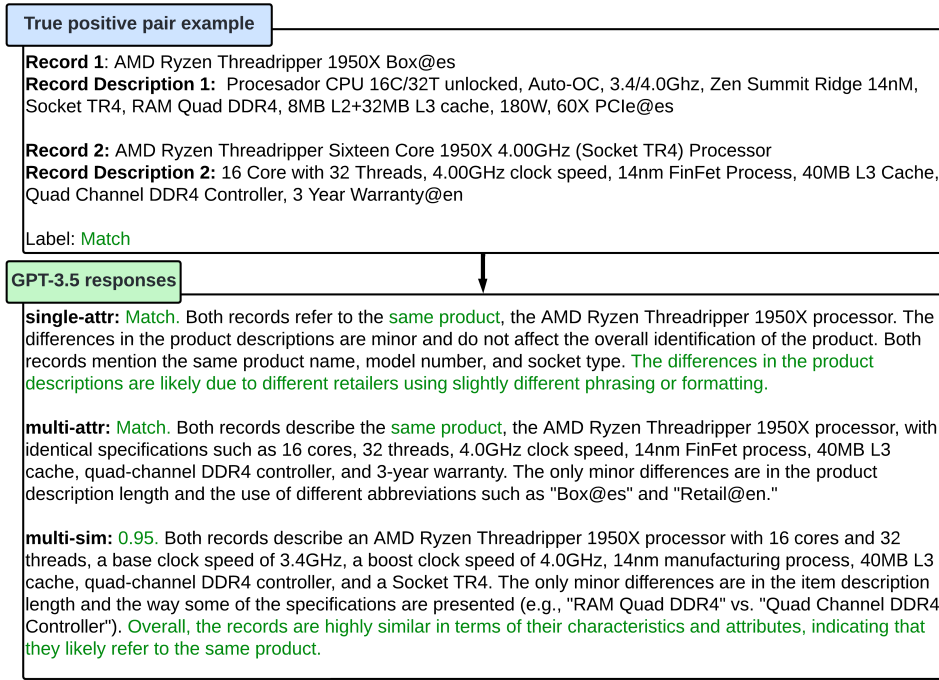 True positive pair example
Record 1: AMD Ryzen Threadripper 1950X Box@es
Record Description 1:  Procesador CPU 16C/32T unlocked, Auto-OC, 3.4/4.0Ghz, Zen Summit Ridge 14nM,
Socket TR4, RAM Quad DDR4, 8MB L2+32MB L3 cache, 180W, 60X PCIe@es
Record 2: AMD Ryzen Threadripper Sixteen Core 1950X 4.00GHz (Socket TR4) Processor
Record Description 2: 16 Core with 32 Threads, 4.00GHz clock speed, 14nm FinFet Process, 40MB L3 Cache,
Quad Channel DDR4 Controller, 3 Year Warranty@en
Label: Match
GPT-3.5 responses
single-attr: Match. Both records refer to the same product, the AMD Ryzen Threadripper 1950X processor. The
differences in the product descriptions are minor and do not affect the overall identification of the product. Both
records mention the same product name, model number, and socket type. The differences in the product
descriptions are likely due to different retailers using slightly different phrasing or formatting.
multi-attr: Match. Both records describe the same product, the AMD Ryzen Threadripper 1950X processor, with
identical specifications such as 16 cores, 32 threads, 4.0GHz clock speed, 14nm FinFet process, 40MB L3
cache, quad-channel DDR4 controller, and 3-year warranty. The only minor differences are in the product
description length and the use of different abbreviations such as "Box@es" and "Retail@en."
multi-sim: 0.95. Both records describe an AMD Ryzen Threadripper 1950X processor with 16 cores and 32
threads, a base clock speed of 3.4GHz, a boost clock speed of 4.0GHz, 14nm manufacturing process, 40MB L3
cache, quad-channel DDR4 controller, and a Socket TR4. The only minor differences are in the item description
length and the way some of the specifications are presented (e.g., "RAM Quad DDR4" vs. "Quad Channel DDR4
Controller"). Overall, the records are highly similar in terms of their characteristics and attributes, indicating that
they likely refer to the same product.